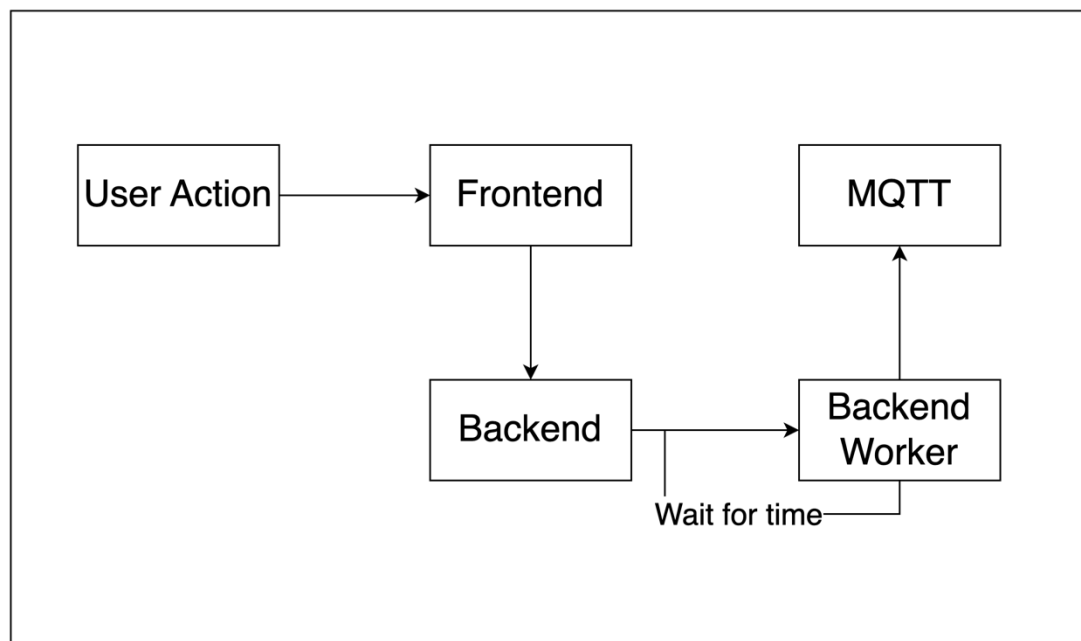 User Action
Frontend
MQTT
Backend
Backend
Worker
Wait for time